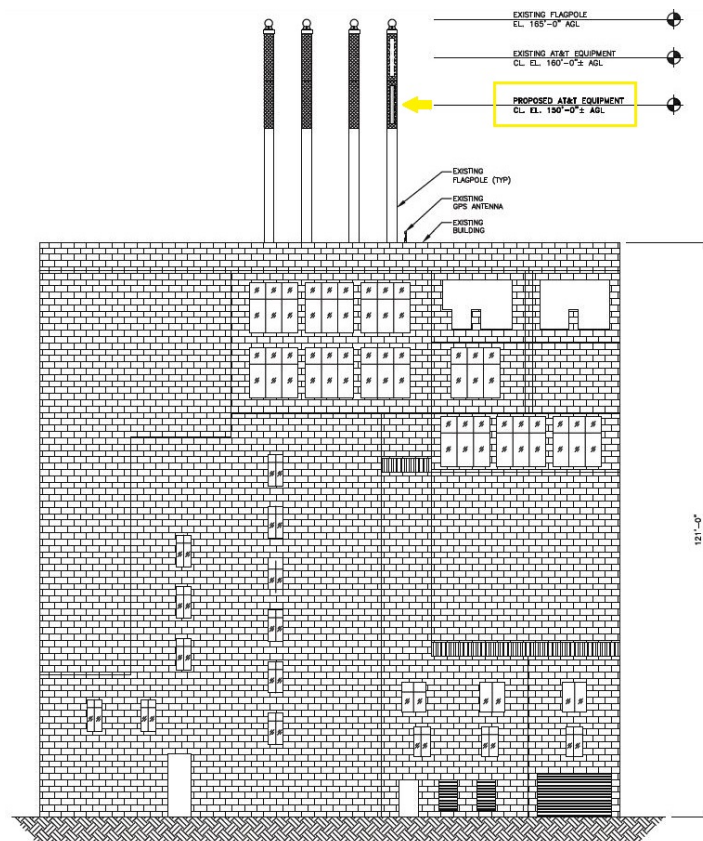 EXISTING FLAGPOLE
EL. 165'-0" AGL
EXISTING AT&T EQUIPMENT
CL. EL. 160'-0"± AGL
PROPOSED AT&T EQUIPMENT
CL. EL. 150'-0"± AGL
EXISTING
FLAGPOLE (TYP)
EXISTING
GPS ANTENNA
EXISTING
BUILDING
121'-0"